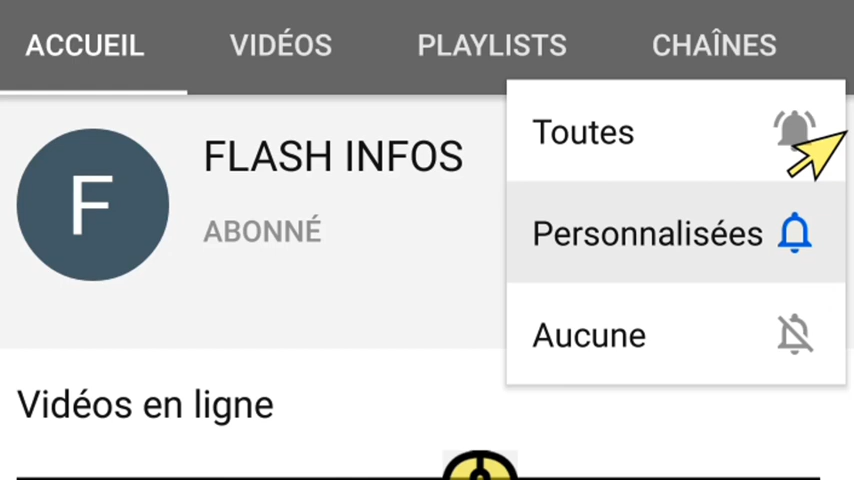 ACCUEIL VIDÉOS PLAYLISTS CHAÎNES
Toutes
F
FLASH INFOS
ABONNÉ
Personnalisées
Aucune
Vidéos en ligne